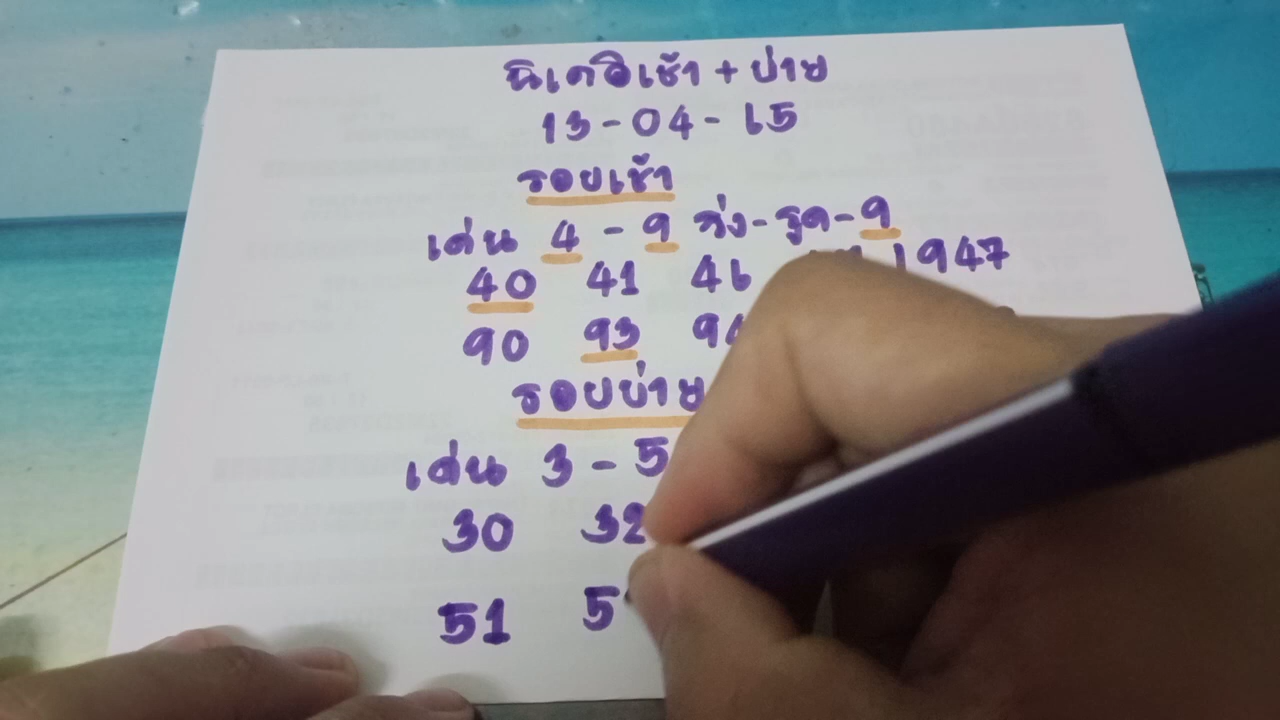 นิเคอิเช้า + บ่าย
13-04-65
รอบเช้า
เด่น 4 - 9 วิ่ง-รูด-9
40 41 46 1947
90 93
รอบบ่าย
เด่น 3 - 5
30 32
51 5